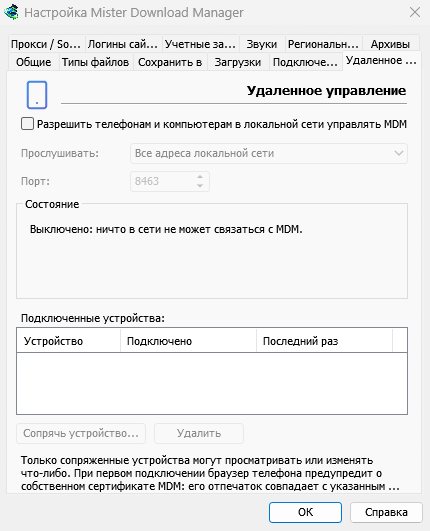 Настройка Mister Download Manager
Прокси / So... Логины сай... Учетные за... Звуки Региональн... Архивы
Общие Типы файлов Сохранить в Загрузки Подключе... Удаленное ...
Удаленное управление
Разрешить телефонам и компьютерам в локальной сети управлять MDM
Прослушивать: Все адреса локальной сети
Порт: 8463
Состояние
Выключено: ничто в сети не может связаться с MDM.
Подключенные устройства:
Устройство Подключено Последний раз
Сопрячь устройство... Удалить
Только сопряженные устройства могут просматривать или изменять
что-либо. При первом подключении браузер телефона предупредит о
собственном сертификате MDM: его отпечаток совпадает с указанным ...
ОК Справка